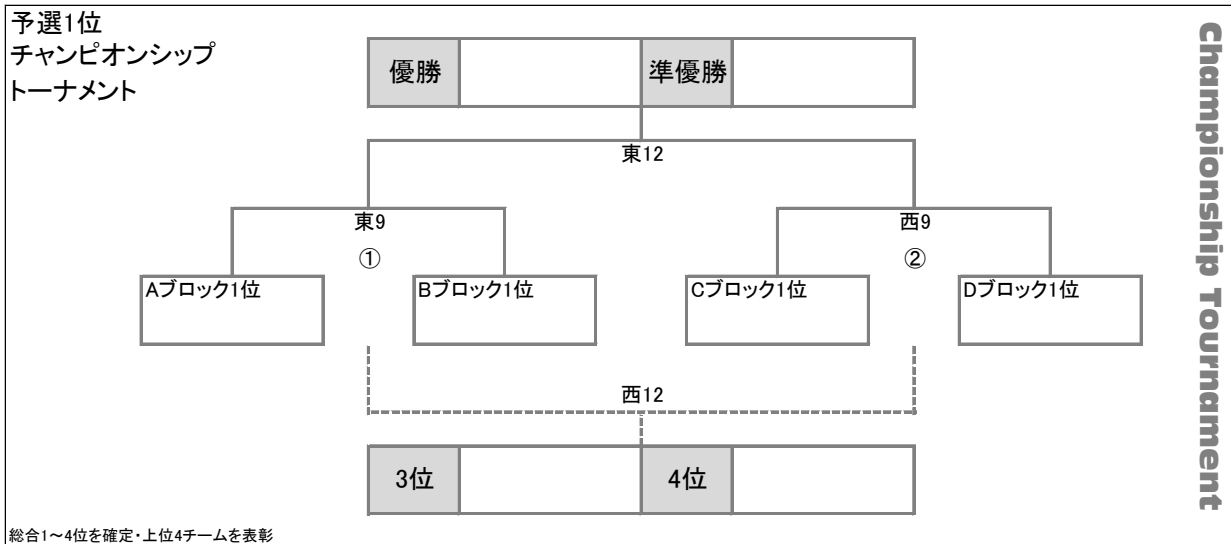 予選1位
チャンピオンシップ
トーナメント
優勝
準優勝
東12
東9
西9
①
②
Aブロック1位
Bブロック1位
Cブロック1位
Dブロック1位
西12
3位
4位
総合1～4位を確定・上位4チームを表彰
Championship Tournament